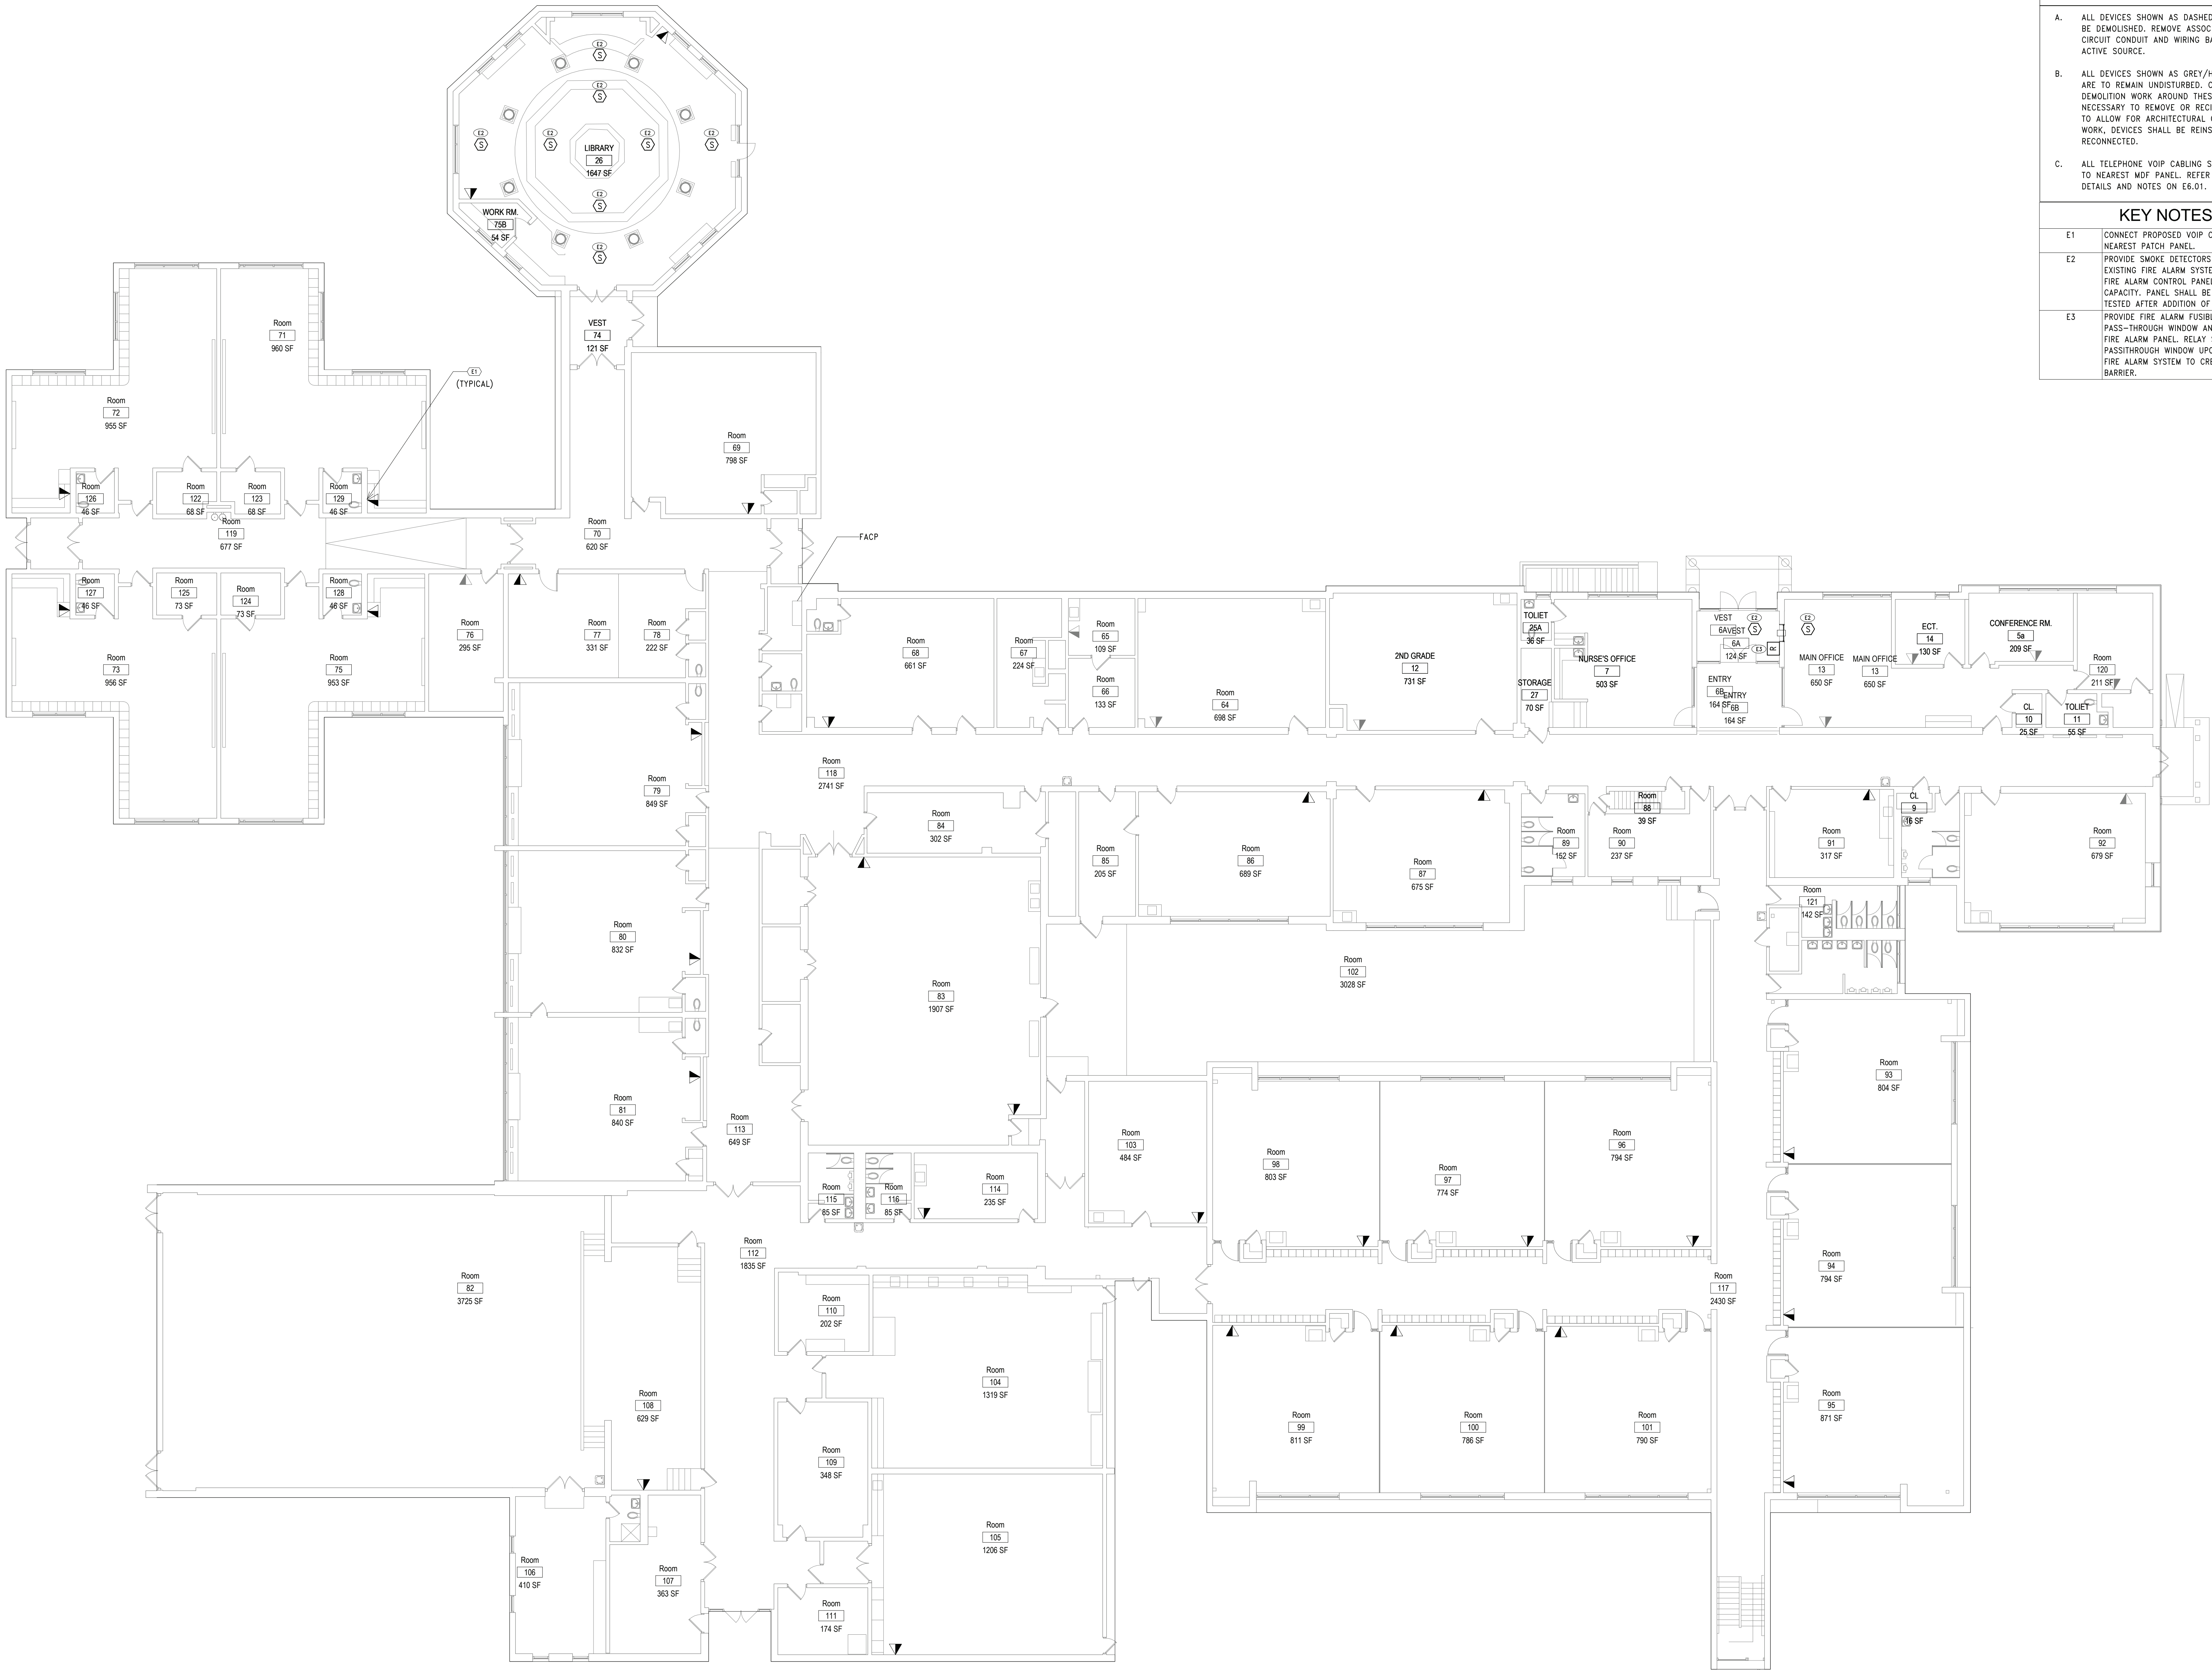 A. ALL DEVICES SHOWN AS DASHED
BE DEMOLISHED. REMOVE ASSOC
CIRCUIT CONDUIT AND WIRING BA
ACTIVE SOURCE.
B. ALL DEVICES SHOWN AS GREY/H
ARE TO REMAIN UNDISTURBED. C
DEMOLITION WORK AROUND THES
NECESSARY TO REMOVE OR RECI
TO ALLOW FOR ARCHITECTURAL
WORK, DEVICES SHALL BE REINS
RECONNECTED.
C. ALL TELEPHONE VOIP CABLING S
TO NEAREST MDF PANEL. REFER
DETAILS AND NOTES ON E6.01.
KEY NOTES
E1 CONNECT PROPOSED VOIP C
NEAREST PATCH PANEL.
E2 PROVIDE SMOKE DETECTORS
EXISTING FIRE ALARM SYSTE
FIRE ALARM CONTROL PANEL
CAPACITY. PANEL SHALL BE
TESTED AFTER ADDITION OF
E3 PROVIDE FIRE ALARM FUSIBL
PASS-THROUGH WINDOW AN
FIRE ALARM PANEL. RELAY
PASSITHROUGH WINDOW UPO
FIRE ALARM SYSTEM TO CRE
BARRIER.
E2
S
E2
S
E2
S
E2
S
E2
S
E2
S
E2
S
E2
S
LIBRARY
26
1647 SF
WORK RM.
75B
54 SF
VEST
74
121 SF
Room
71
960 SF
E1
(TYPICAL)
Room
72
955 SF
Room
69
798 SF
Room
126
46 SF
Room
122
68 SF
Room
123
68 SF
Room
129
46 SF
Room
119
677 SF
Room
70
620 SF
FACP
Room
127
46 SF
Room
125
73 SF
Room
124
73 SF
Room
128
46 SF
Room
76
295 SF
Room
77
331 SF
Room
78
222 SF
Room
73
956 SF
Room
75
953 SF
Room
68
661 SF
Room
67
224 SF
Room
65
109 SF
Room
66
133 SF
Room
64
698 SF
2ND GRADE
12
731 SF
TOLIET
25A
36 SF
STORAGE
27
70 SF
NURSE'S OFFICE
7
503 SF
VEST
6A
VEST
6A
124 SF
E2
S
E3
R
E2
S
ENTRY
6B
164 SF
ENTRY
6B
164 SF
MAIN OFFICE
13
650 SF
MAIN OFFICE
13
650 SF
ECT.
14
130 SF
CONFERENCE RM.
5a
209 SF
Room
120
211 SF
CL.
10
25 SF
TOLIET
11
55 SF
Room
79
849 SF
Room
118
2741 SF
Room
84
302 SF
Room
85
205 SF
Room
86
689 SF
Room
87
675 SF
Room
89
152 SF
Room
88
39 SF
Room
90
237 SF
Room
91
317 SF
CL
9
16 SF
Room
92
679 SF
Room
121
142 SF
Room
80
832 SF
Room
83
1907 SF
Room
102
3028 SF
Room
81
840 SF
Room
113
649 SF
Room
103
484 SF
Room
98
803 SF
Room
97
774 SF
Room
96
794 SF
Room
93
804 SF
Room
115
85 SF
Room
116
85 SF
Room
114
235 SF
Room
112
1835 SF
Room
94
794 SF
Room
82
3725 SF
Room
110
202 SF
Room
117
2430 SF
Room
108
629 SF
Room
104
1319 SF
Room
99
811 SF
Room
100
786 SF
Room
101
790 SF
Room
95
871 SF
Room
109
348 SF
Room
105
1206 SF
Room
106
410 SF
Room
107
363 SF
Room
111
174 SF